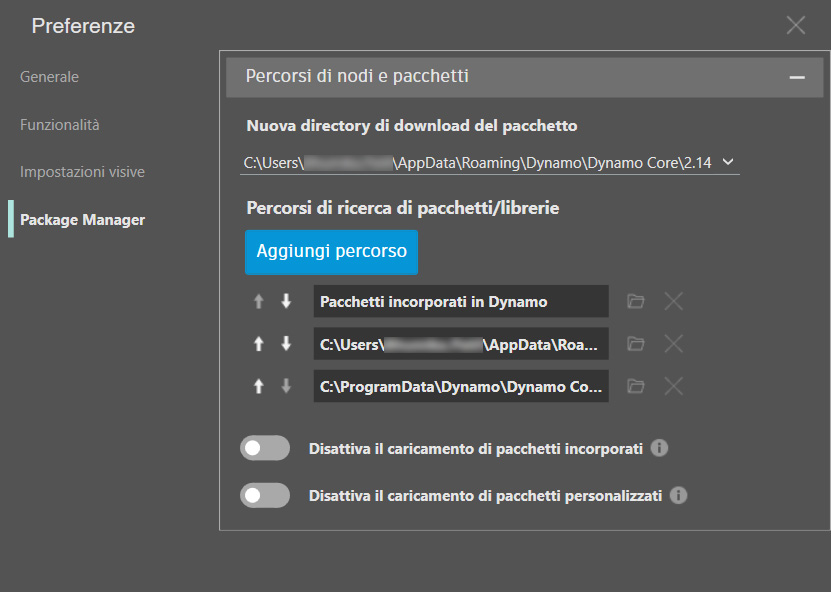 Preferenze
Generale
Funzionalità
Impostazioni visive
Package Manager
Percorsi di nodi e pacchetti
Nuova directory di download del pacchetto
C:\Users\ \AppData\Roaming\Dynamo\Dynamo Core\2.14
Percorsi di ricerca di pacchetti/librerie
Aggiungi percorso
Pacchetti incorporati in Dynamo
C:\Users\ \AppData\Roa...
C:\ProgramData\Dynamo\Dynamo Co...
Disattiva il caricamento di pacchetti incorporati
Disattiva il caricamento di pacchetti personalizzati